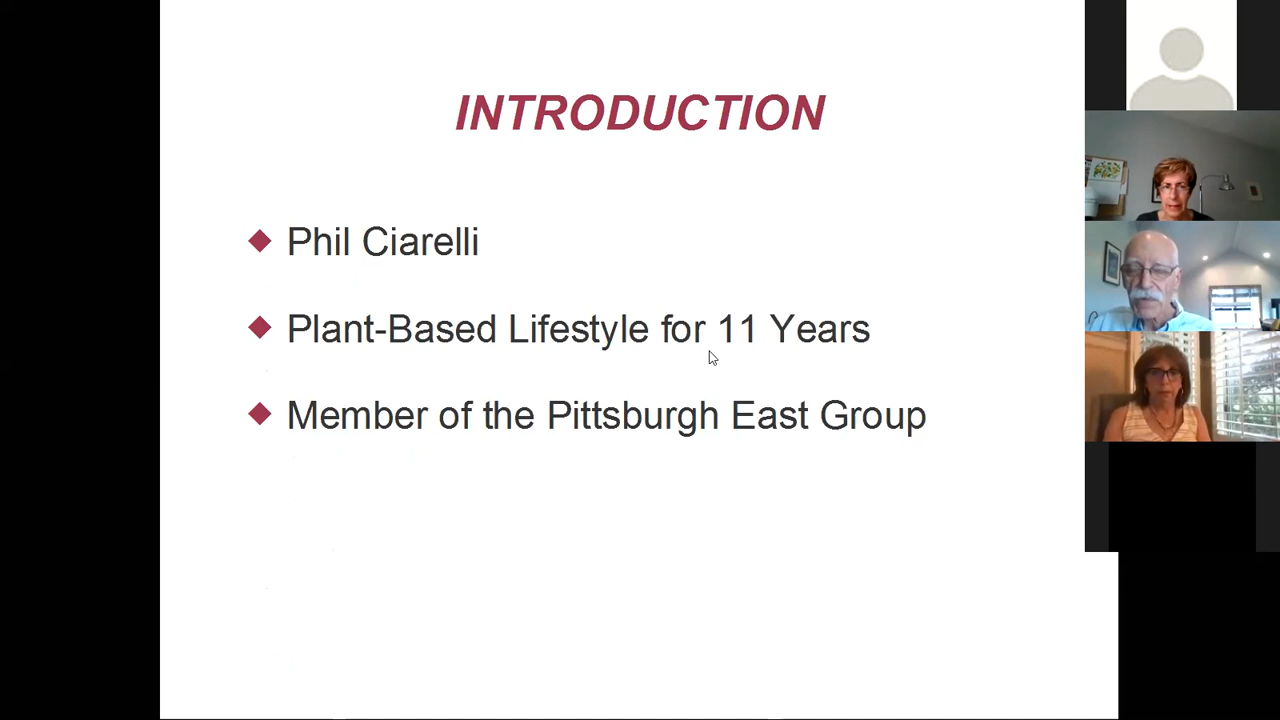 INTRODUCTION
Phil Ciarelli
Plant-Based Lifestyle for 11 Years
Member of the Pittsburgh East Group